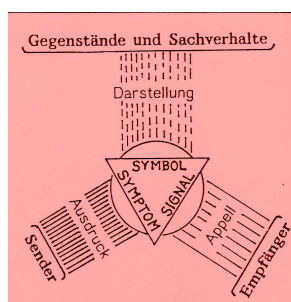 Gegenstände und Sachverhalte
Darstellung
SYMBOL
SYMPTOM
SIGNAL
Ausdruck
Appell
Sender
Empfänger